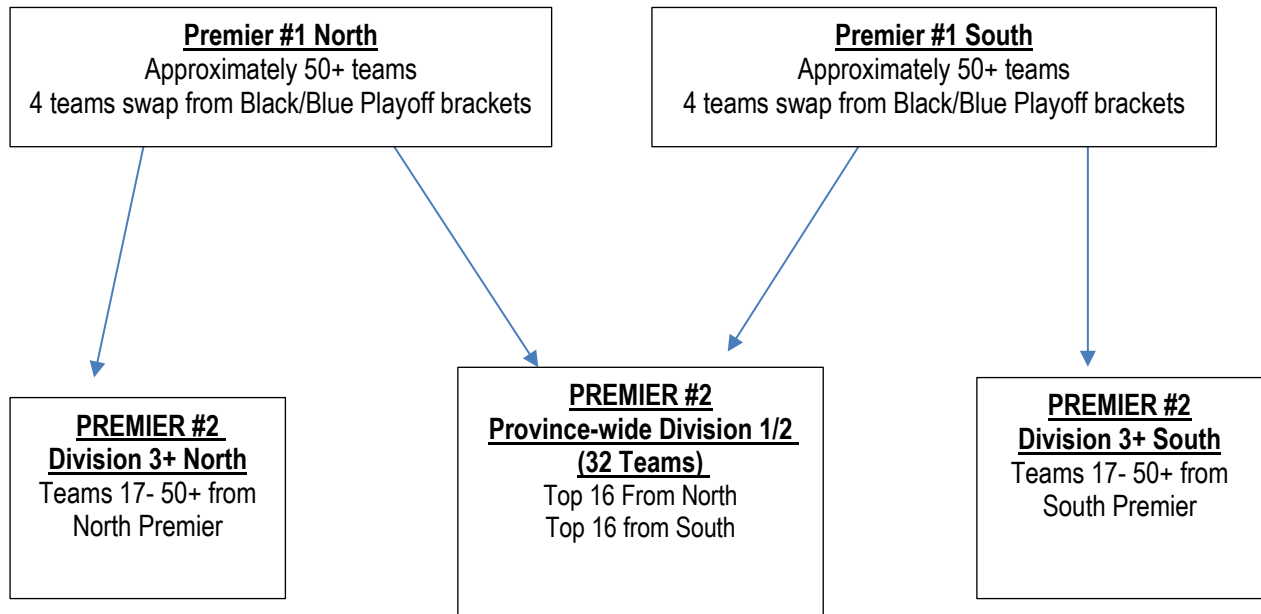 Premier #1 North
Approximately 50+ teams
4 teams swap from Black/Blue Playoff brackets
Premier #1 South
Approximately 50+ teams
4 teams swap from Black/Blue Playoff brackets
PREMIER #2
Division 3+ North
Teams 17- 50+ from
North Premier
PREMIER #2
Province-wide Division 1/2
(32 Teams)
Top 16 From North
Top 16 from South
PREMIER #2
Division 3+ South
Teams 17- 50+ from
South Premier